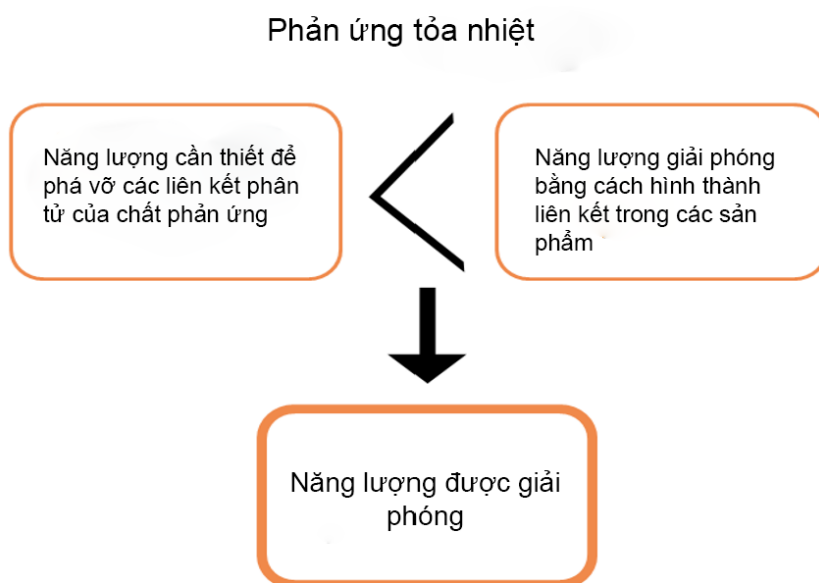 Phản ứng tỏa nhiệt
Năng lượng cần thiết để
phá vỡ các liên kết phân
tử của chất phản ứng
Năng lượng giải phóng
bằng cách hình thành
liên kết trong các sản
phẩm
Năng lượng được giải
phóng